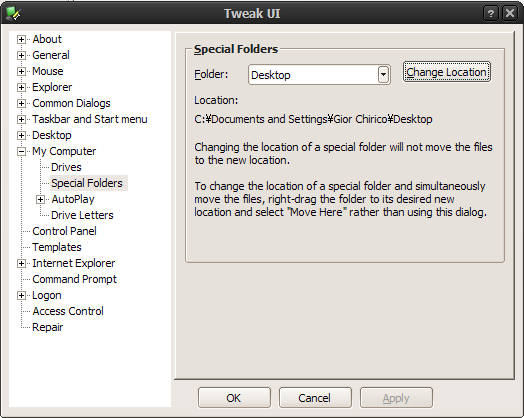 Tweak UI
About
General
Mouse
Explorer
Common Dialogs
Taskbar and Start menu
Desktop
My Computer
Drives
Special Folders
AutoPlay
Drive Letters
Control Panel
Templates
Internet Explorer
Command Prompt
Logon
Access Control
Repair
Special Folders
Folder: Desktop Change Location
Location:
C:¥Documents and Settings¥Gior Chirico¥Desktop
Changing the location of a special folder will not move the files
to the new location.
To change the location of a special folder and simultaneously
move the files, right-drag the folder to its desired new
location and select "Move Here" rather than using this dialog.
OK Cancel Apply